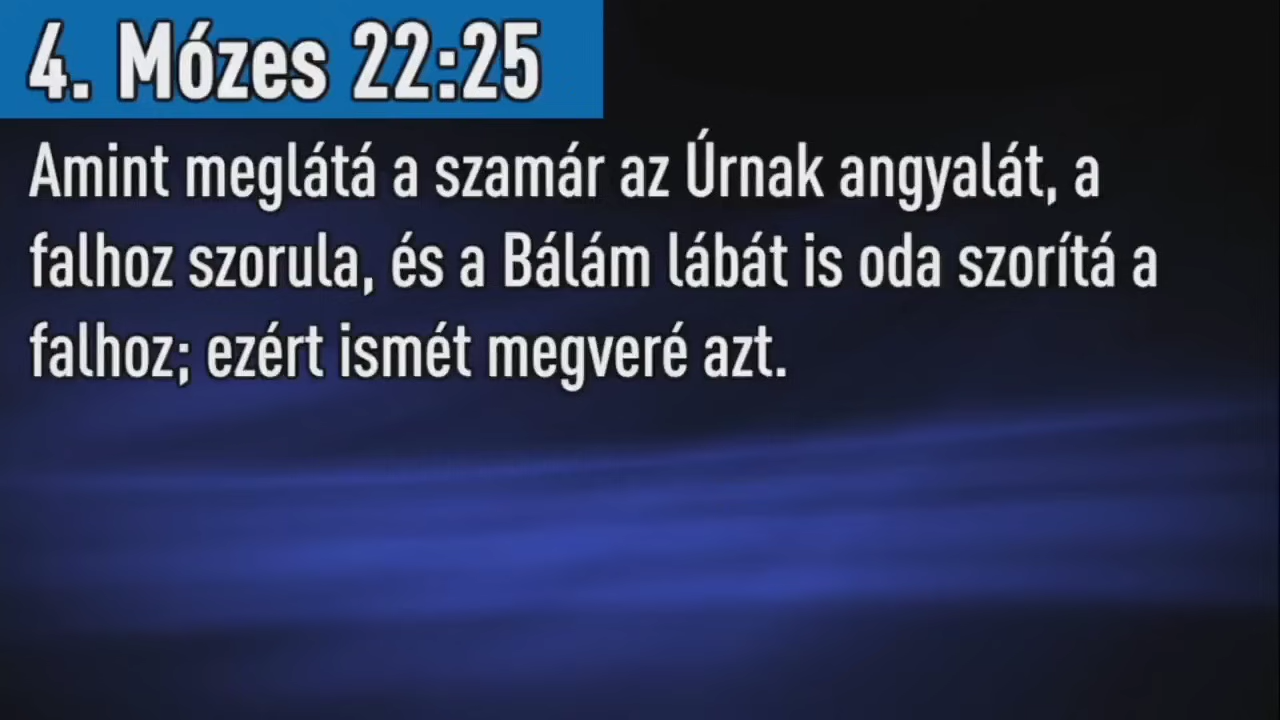 4. Mózes 22:25
Amint meglátá a szamár az Úrnak angyalát, a
falhoz szorula, és a Bálám lábát is oda szorítá a
falhoz; ezért ismét megveré azt.